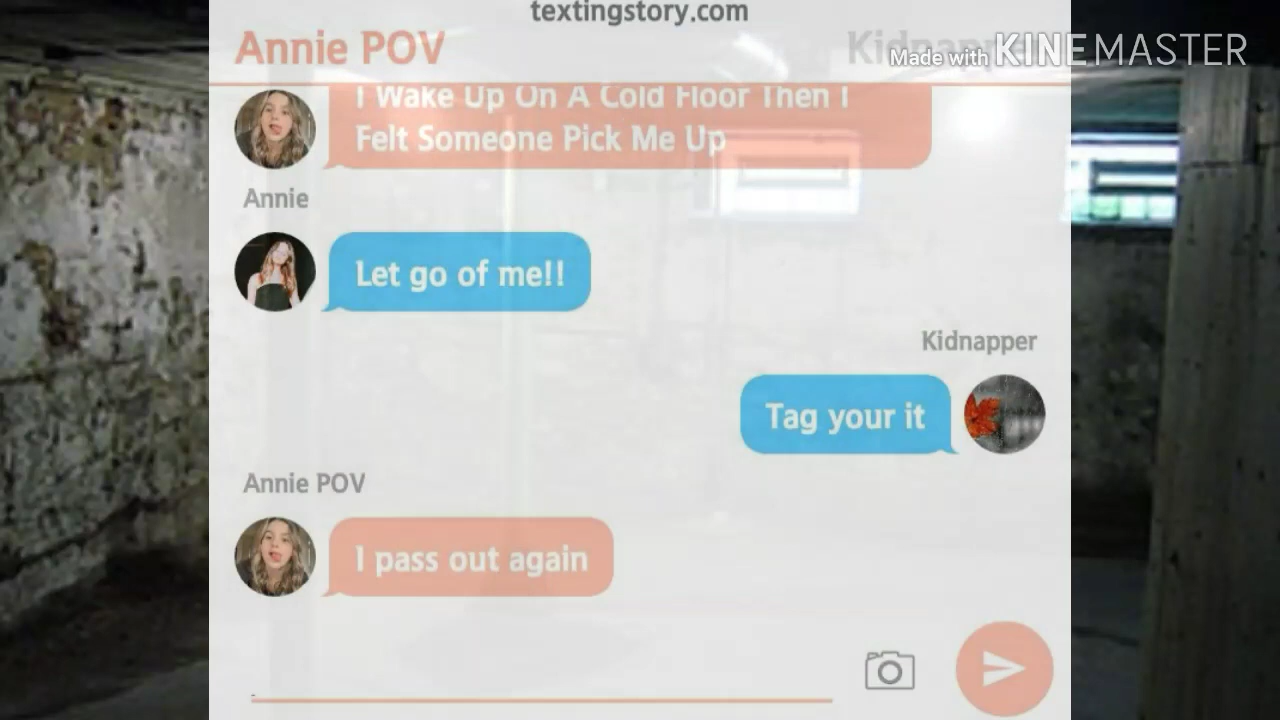 textingstory.com
Annie POV
Made with KINEMASTER
I Wake Up On A Cold Floor Then I
Felt Someone Pick Me Up
Annie
Let go of me!!
Kidnapper
Tag your it
Annie POV
I pass out again